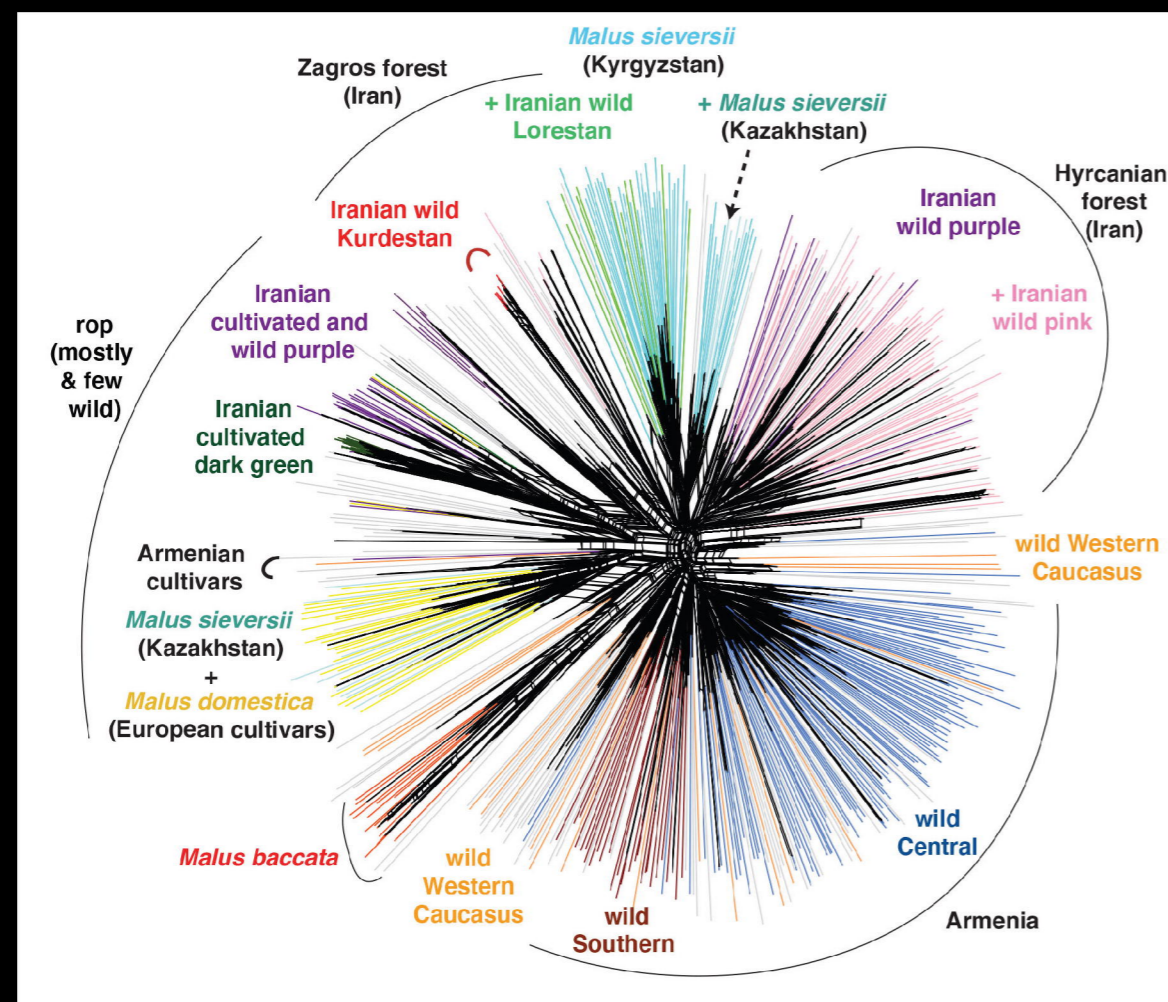 Malus sieversii
(Kyrgyzstan)
Zagros forest
(Iran)
+ Iranian wild
Lorestan
+ Malus sieversii
(Kazakhstan)
Hyrcanian
forest
(Iran)
Iranian
wild purple
Iranian wild
Kurdestan
+ Iranian
wild pink
Iranian
cultivated and
wild purple
rop
(mostly
& few
wild)
Iranian
cultivated
dark green
Armenian
cultivars
wild Western
Caucasus
Malus sieversii
(Kazakhstan)
+
Malus domestica
(European cultivars)
Malus baccata
wild
Western
Caucasus
wild
Southern
wild
Central
Armenia